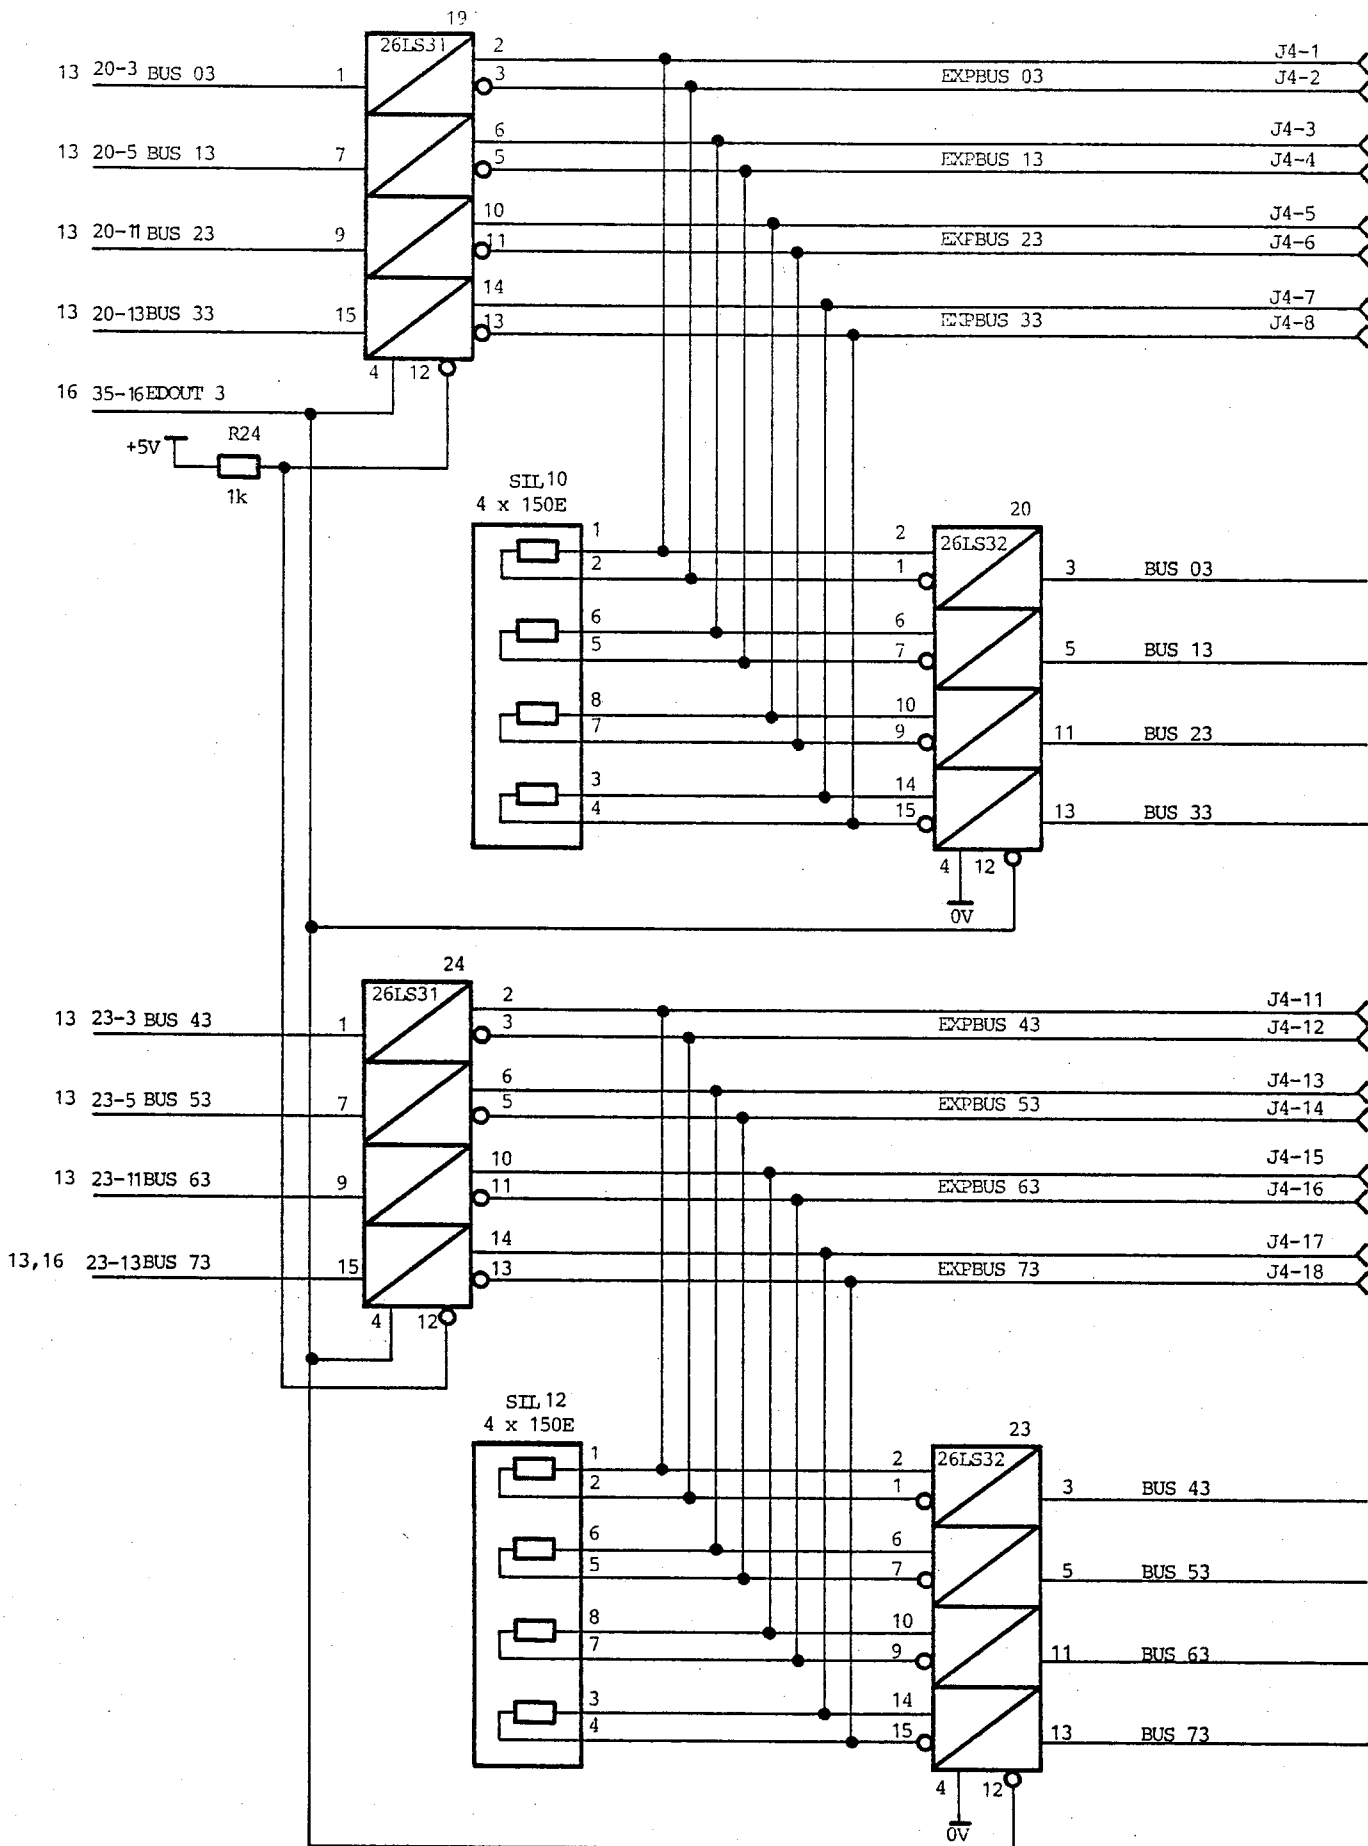 19
26LS31
2
J4-1
13 20-3 BUS 03
1
3
EXPBUS 03
J4-2
6
J4-3
13 20-5 BUS 13
7
5
EXPBUS 13
J4-4
10
J4-5
13 20-11 BUS 23
9
11
EXPBUS 23
J4-6
14
J4-7
13 20-13 BUS 33
15
13
EXPBUS 33
J4-8
4
12
16 35-16 EDOUT 3
+5V
R24
1k
SIL 10
4 x 150E
20
26LS32
1
2
2
1
3
BUS 03
6
6
5
7
5
BUS 13
8
10
7
9
11
BUS 23
3
14
4
15
13
BUS 33
4
12
0V
24
26LS31
2
J4-11
13 23-3 BUS 43
1
3
EXPBUS 43
J4-12
6
J4-13
13 23-5 BUS 53
7
5
EXPBUS 53
J4-14
10
J4-15
13 23-11 BUS 63
9
11
EXPBUS 63
J4-16
14
J4-17
13,16 23-13 BUS 73
15
13
EXPBUS 73
J4-18
4
12
SIL 12
4 x 150E
23
26LS32
1
2
2
1
3
BUS 43
6
6
5
7
5
BUS 53
8
10
7
9
11
BUS 63
3
14
4
15
13
BUS 73
4
12
0V